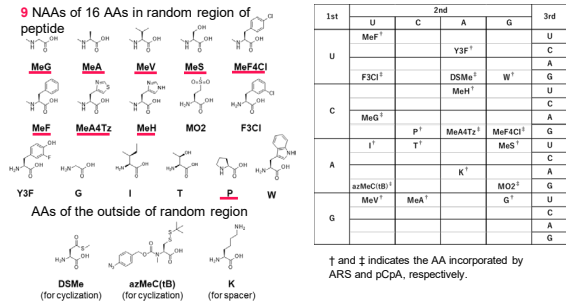 9 NAAs of 16 AAs in random region of
peptide
MeG MeA MeV MeS MeF4Cl
MeF MeA4Tz MeH MO2 F3Cl
Y3F G I T P W
AAs of the outside of random region
DSMe azMeC(tB) K
(for cyclization) (for cyclization) (for spacer)
1st 2nd 3rd
U C A G
U MeF† U
Y3F† C
A
F3Cl‡ DSMe‡ W† G
C MeH† U
C
MeG‡ A
P† MeA4Tz‡ MeF4Cl‡ G
A I† T† MeS† U
C
K† A
azMeC(tB)‡ MO2‡ G
G MeV† MeA† G† U
C
A
G
† and ‡ indicates the AA incorporated by
ARS and pCpA, respectively.